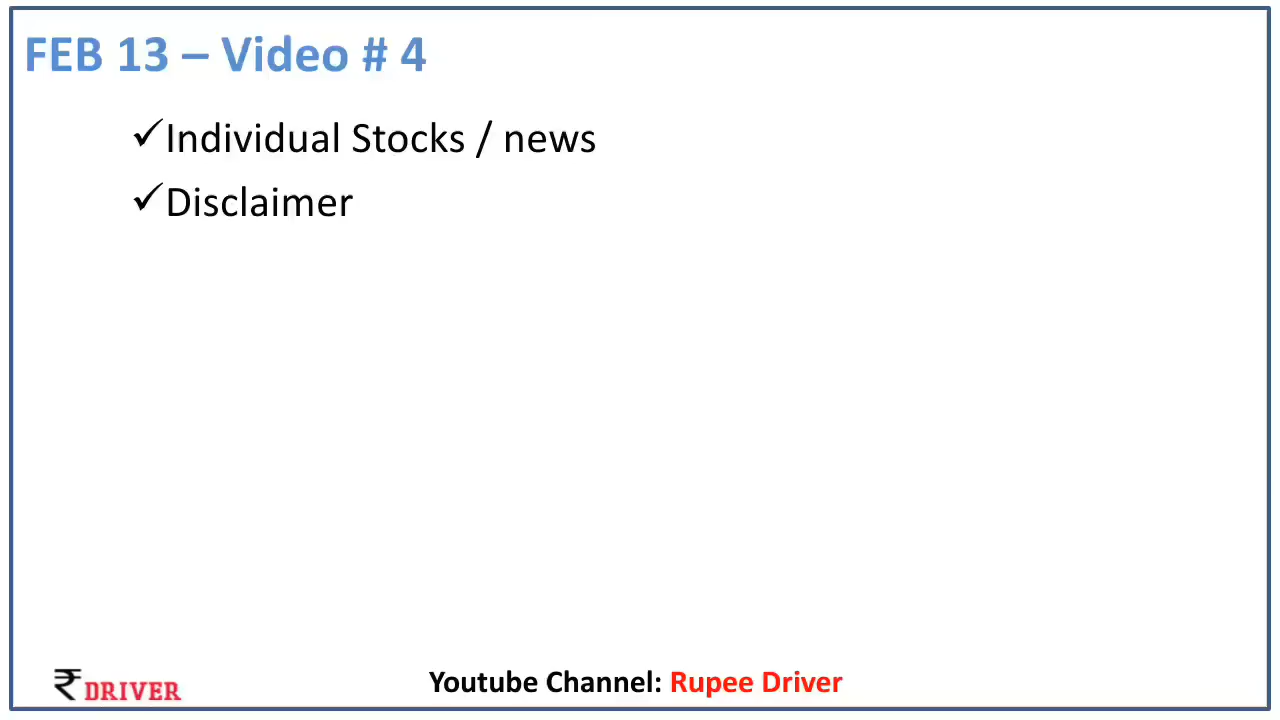 FEB 13 – Video # 4
✓Individual Stocks / news
✓Disclaimer
₹ DRIVER
Youtube Channel: Rupee Driver